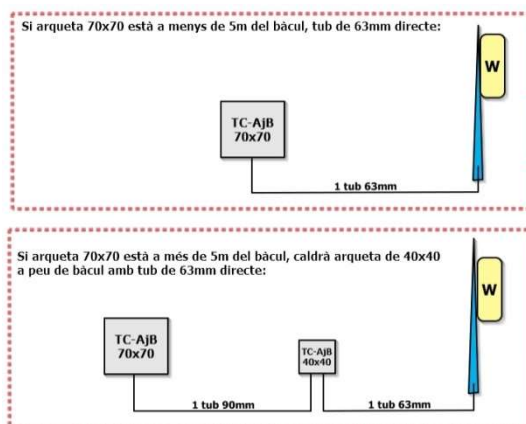 Si arqueta 70x70 està a menys de 5m del bàcul, tub de 63mm directe:
W
TC-AjB
70x70
1 tub 63mm
Si arqueta 70x70 està a més de 5m del bàcul, caldrà arqueta de 40x40
a peu de bàcul amb tub de 63mm directe:
W
TC-AjB
70x70
TC-AjB
40x40
1 tub 90mm
1 tub 63mm